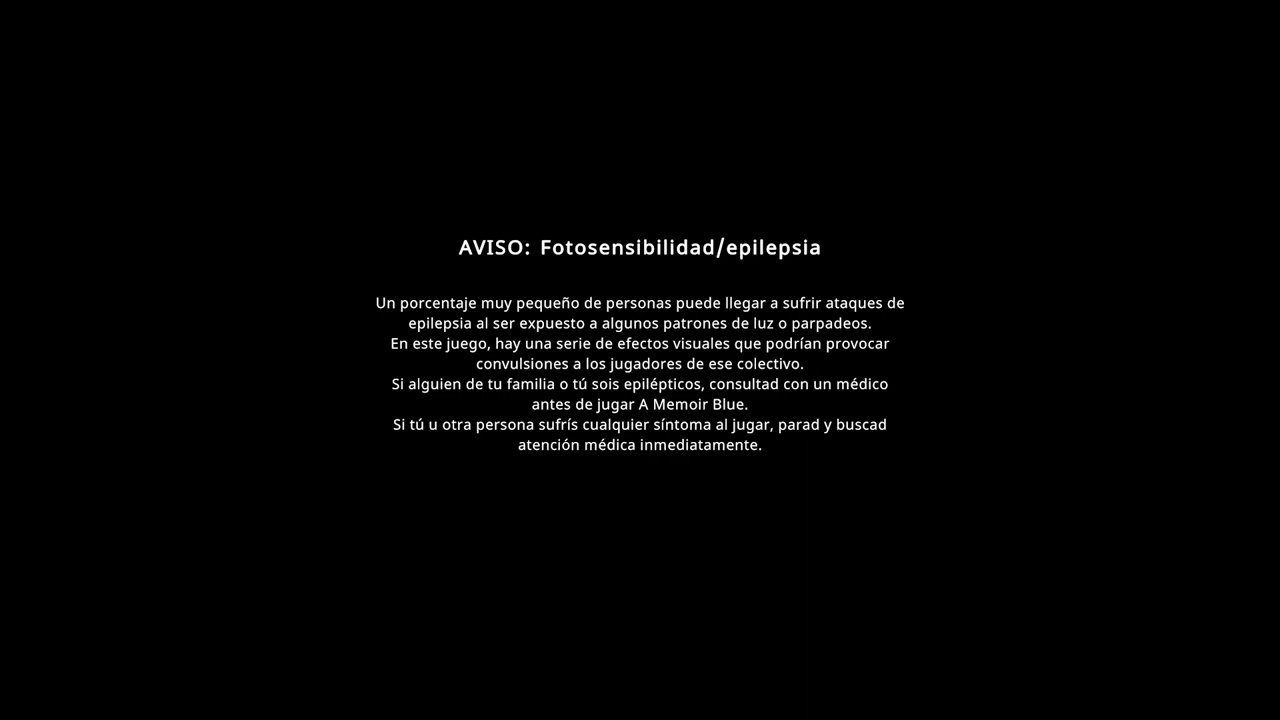 AVISO: Fotosensibilidad/epilepsia
Un porcentaje muy pequeño de personas puede llegar a sufrir ataques de
epilepsia al ser expuesto a algunos patrones de luz o parpadeos.
En este juego, hay una serie de efectos visuales que podrían provocar
convulsiones a los jugadores de ese colectivo.
Si alguien de tu familia o tú sois epilépticos, consultad con un médico
antes de jugar A Memoir Blue.
Si tú u otra persona sufrís cualquier síntoma al jugar, parad y buscad
atención médica inmediatamente.